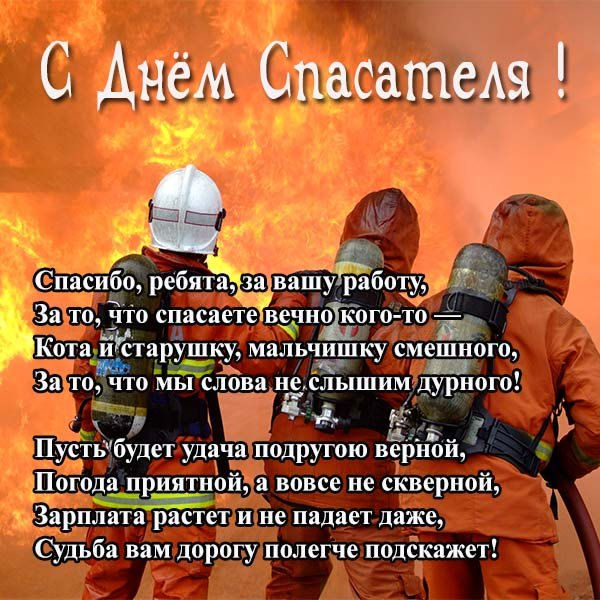 С Днём Спасателя !
Спасибо, ребята, за вашу работу,
За то, что спасаете вечно кого-то —
Кота и старушку, мальчишку смешного,
За то, что мы слова не слышим дурного!
Пусть будет удача подругою верной,
Погода приятной, а вовсе не скверной,
Зарплата растет и не падает даже,
Судьба вам дорогу полегче подскажет!